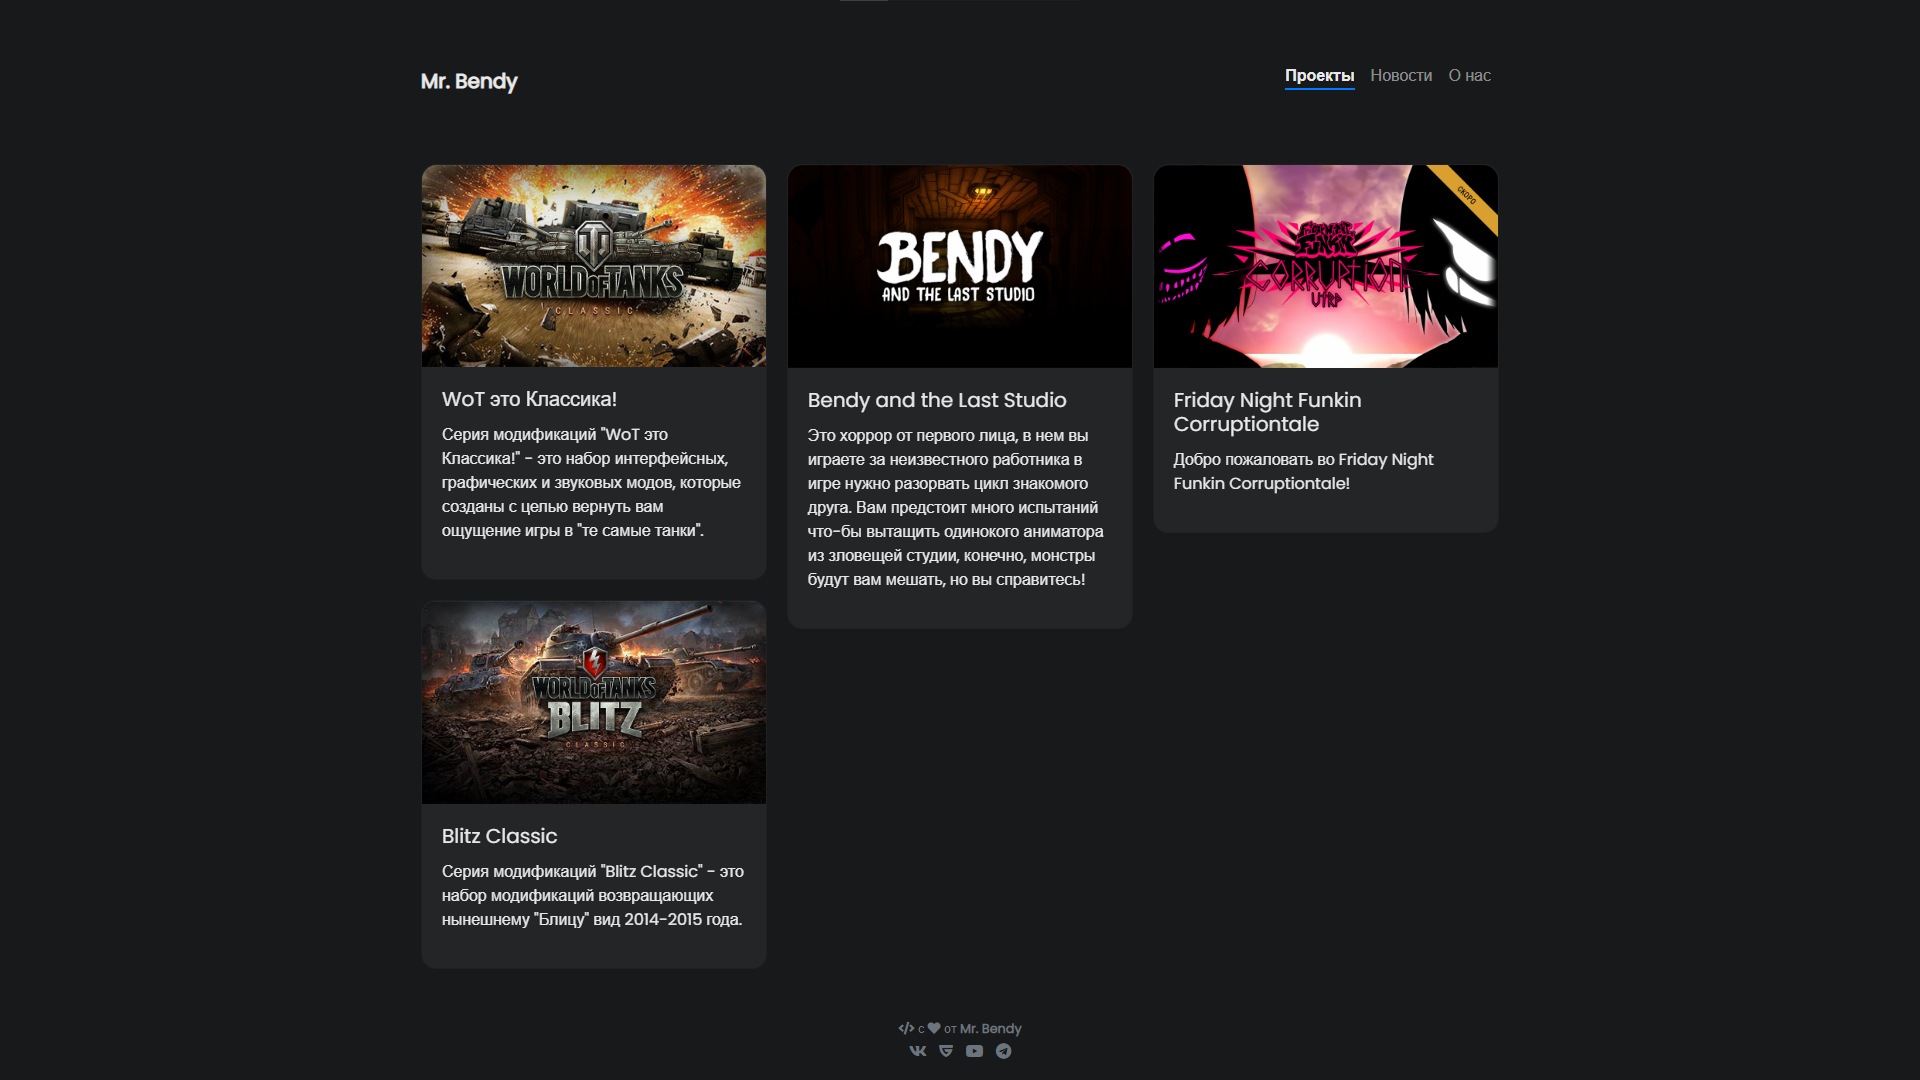 Mr. Bendy
Проекты
Новости
О нас
WORLD OF TANKS
CLASSIC
WoT это Классика!
Серия модификаций "WoT это
Классика!" - это набор интерфейсных,
графических и звуковых модов, которые
созданы с целью вернуть вам
ощущение игры в "те самые танки".
BENDY
AND THE LAST STUDIO
Bendy and the Last Studio
Это хоррор от первого лица, в нем вы
играете за неизвестного работника в
игре нужно разорвать цикл знакомого
друга. Вам предстоит много испытаний
что-бы вытащить одинокого аниматора
из зловещей студии, конечно, монстры
будут вам мешать, но вы справитесь!
СКОРО
CORRUPTION
Friday Night Funkin
Corruptiontale
Добро пожаловать во Friday Night
Funkin Corruptiontale!
WORLD OF TANKS
BLITZ
CLASSIC
Blitz Classic
Серия модификаций "Blitz Classic" - это
набор модификаций возвращающих
нынешнему "Блицу" вид 2014-2015 года.
с от Mr. Bendy